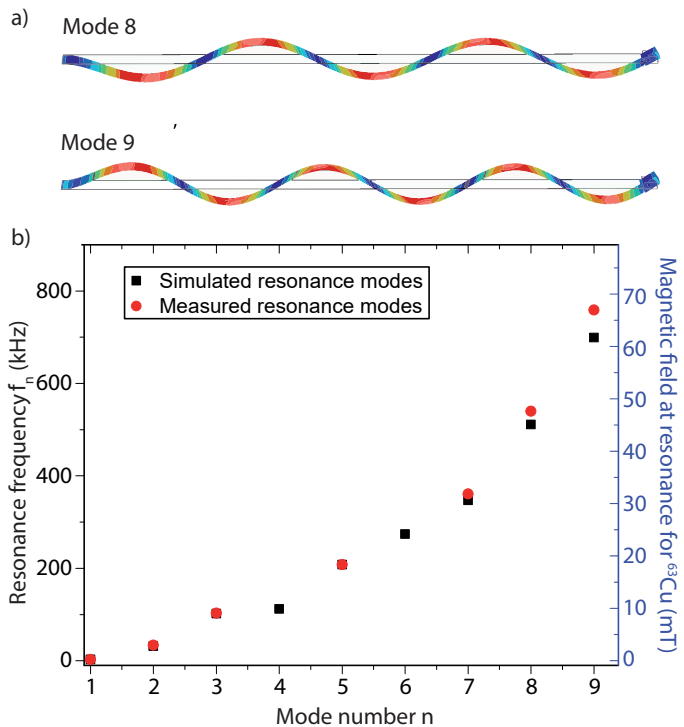 a)
Mode 8
Mode 9
,
b)
Simulated resonance modes
Measured resonance modes
Resonance frequency f_n (kHz)
800
600
400
200
0
70
60
50
40
30
20
10
0
Magnetic field at resonance for ⁶³Cu (mT)
1 2 3 4 5 6 7 8 9
Mode number n